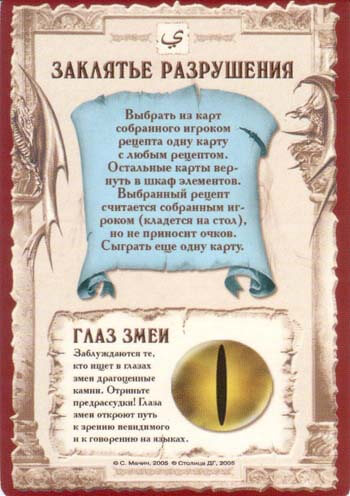 ي
ЗАКЛЯТЬЕ РАЗРУШЕНИЯ
Выбрать из карт
собранного игроком
рецепта одну карту
с любым рецептом.
Остальные карты вер-
нуть в шкаф элементов.
Выбранный рецепт
считается собранным иг-
роком (кладется на стол),
но не приносит очков.
Сыграть еще одну карту.
ГЛАЗ ЗМЕИ
Заблуждаются те,
кто ищет в глазах
змеи драгоценные
камни. Отриньте
предрассудки! Глаза
змеи откроют путь
к зрению невидимого
и к говорению на языках.
© С. Мачин, 2005 © Столица ДГ, 2005